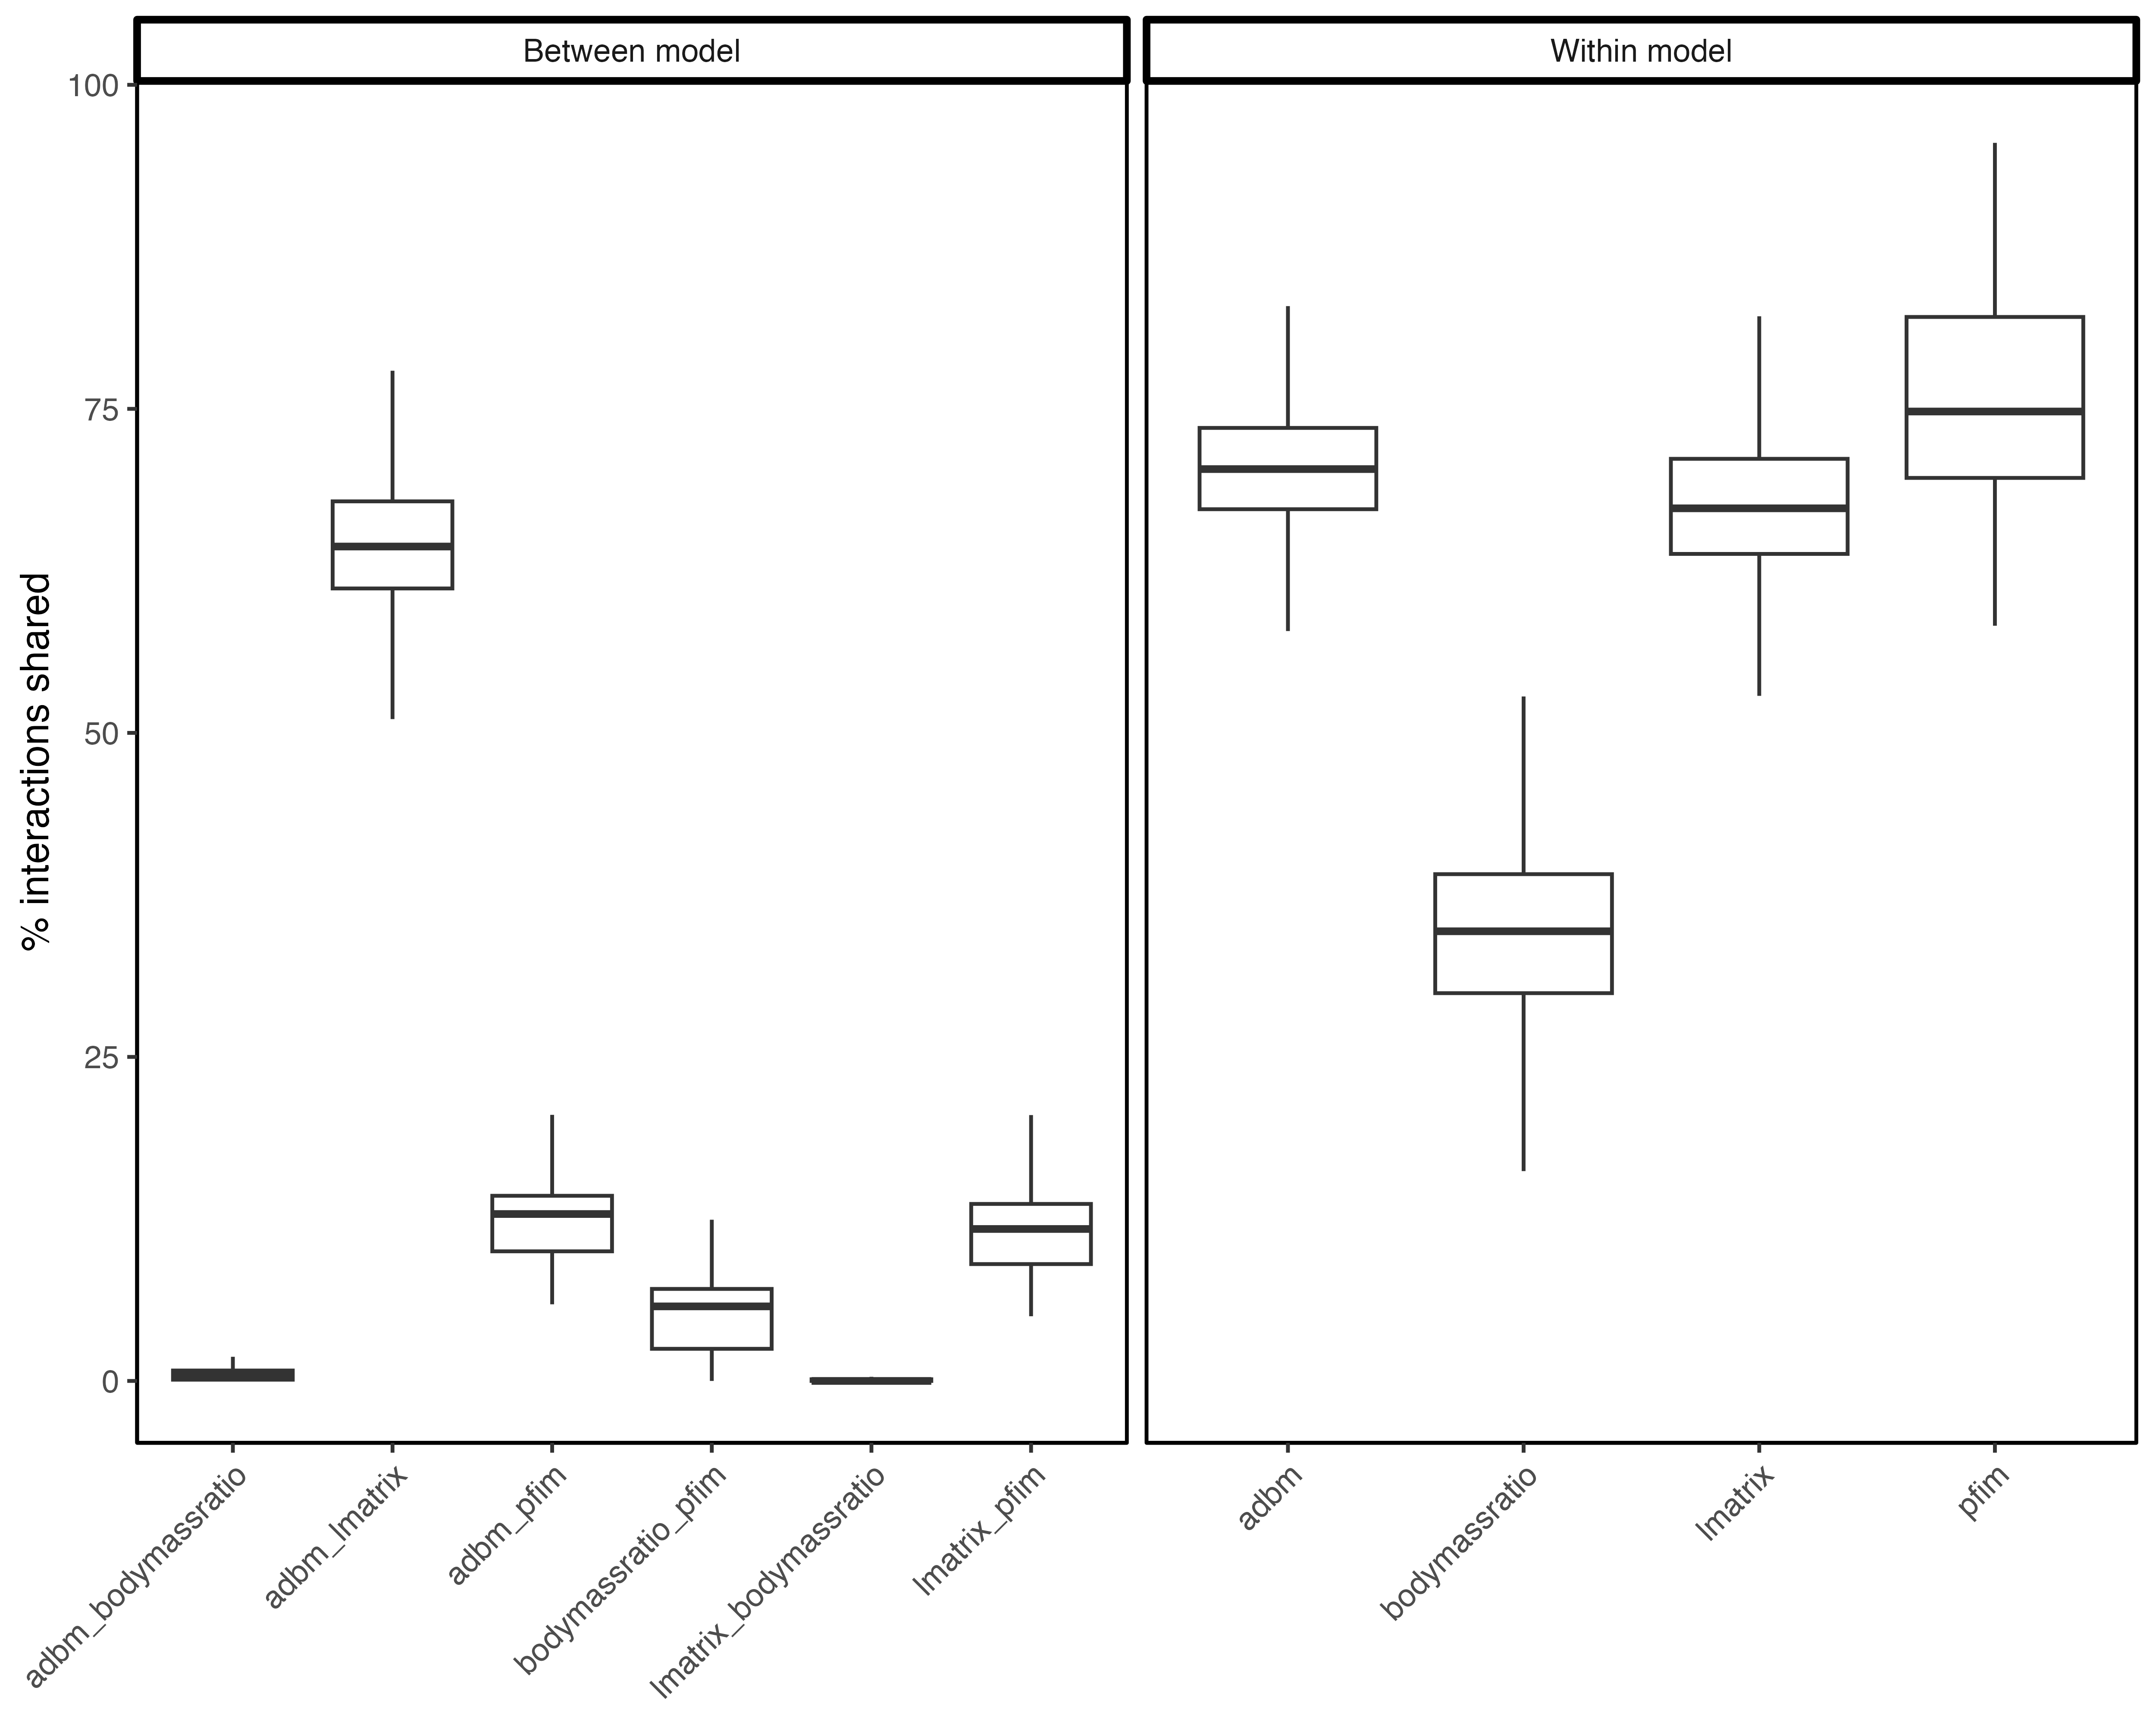 Between model
Within model
% interactions shared
100
75
50
25
0
adbm_bodymassratio
adbm_lmatrix
adbm_pfim
bodymassratio_pfim
lmatrix_bodymassratio
lmatrix_pfim
adbm
bodymassratio
lmatrix
pfim